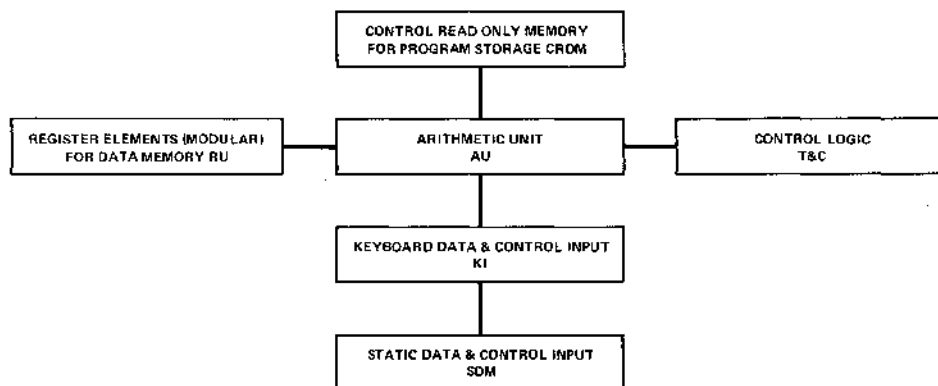 CONTROL READ ONLY MEMORY
FOR PROGRAM STORAGE CROM
REGISTER ELEMENTS (MODULAR)
FOR DATA MEMORY RU
ARITHMETIC UNIT
AU
CONTROL LOGIC
T&C
KEYBOARD DATA & CONTROL INPUT
KI
STATIC DATA & CONTROL INPUT
SDM